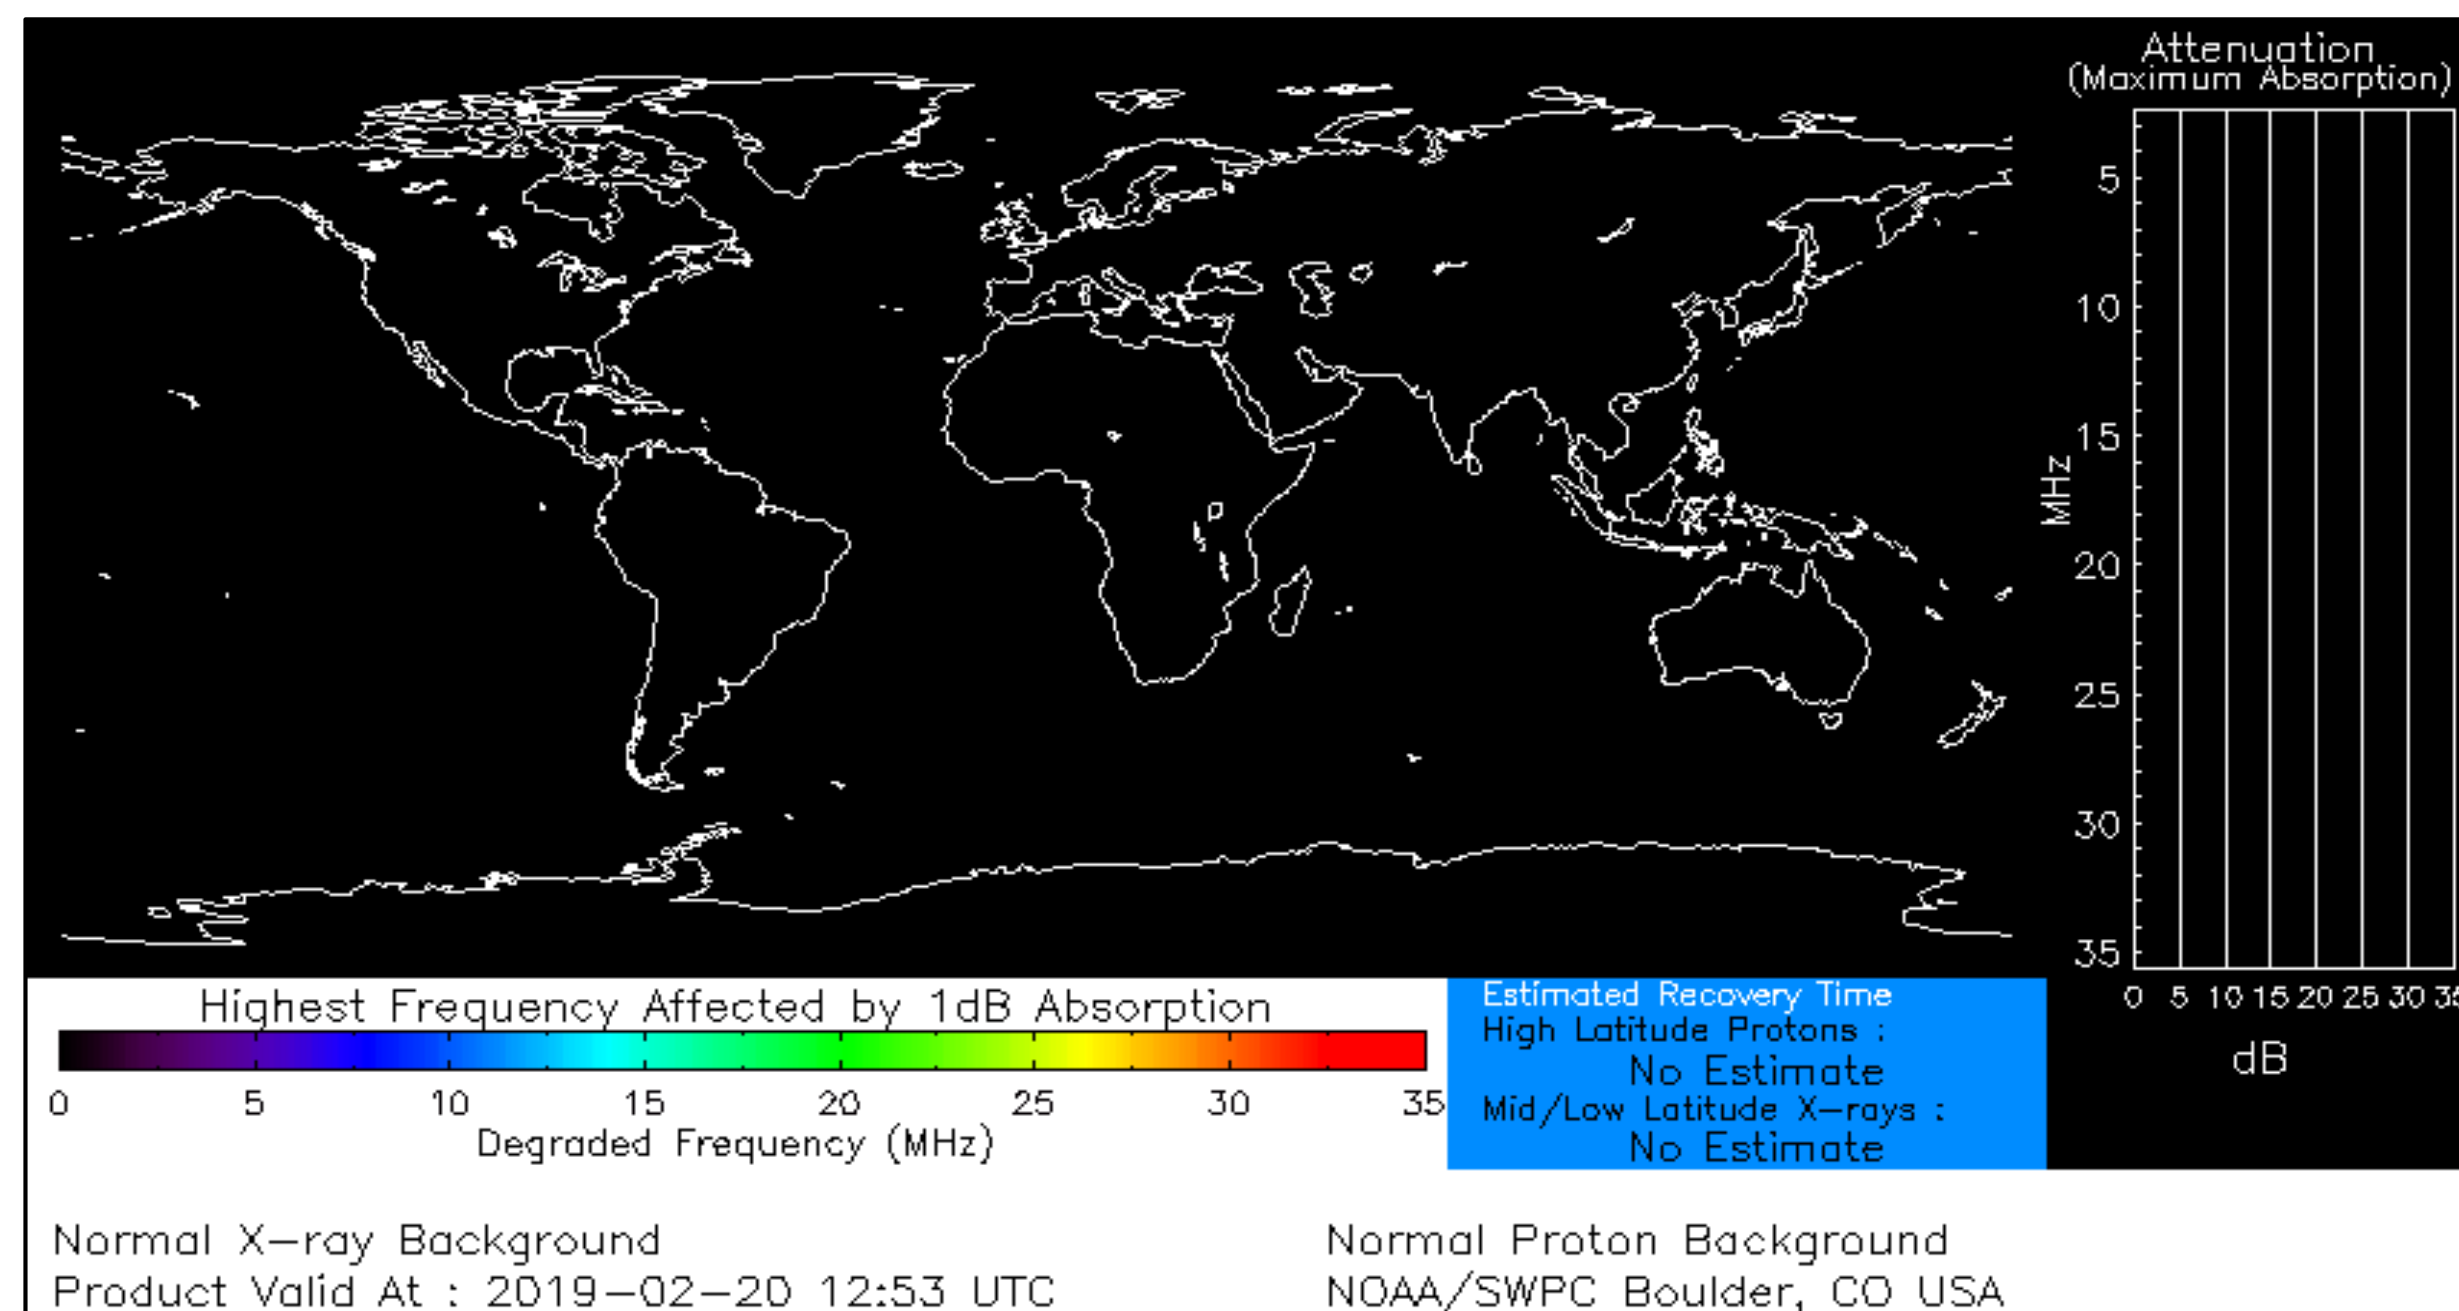 Attenuation
(Maximum Absorption)
5
10
15
20
25
30
35
MHz
0 5 10 15 20 25 30 35
dB
Highest Frequency Affected by 1dB Absorption
0 5 10 15 20 25 30 35
Degraded Frequency (MHz)
Estimated Recovery Time
High Latitude Protons :
No Estimate
Mid/Low Latitude X-rays :
No Estimate
Normal X-ray Background
Normal Proton Background
Product Valid At : 2019-02-20 12:53 UTC
NOAA/SWPC Boulder, CO USA